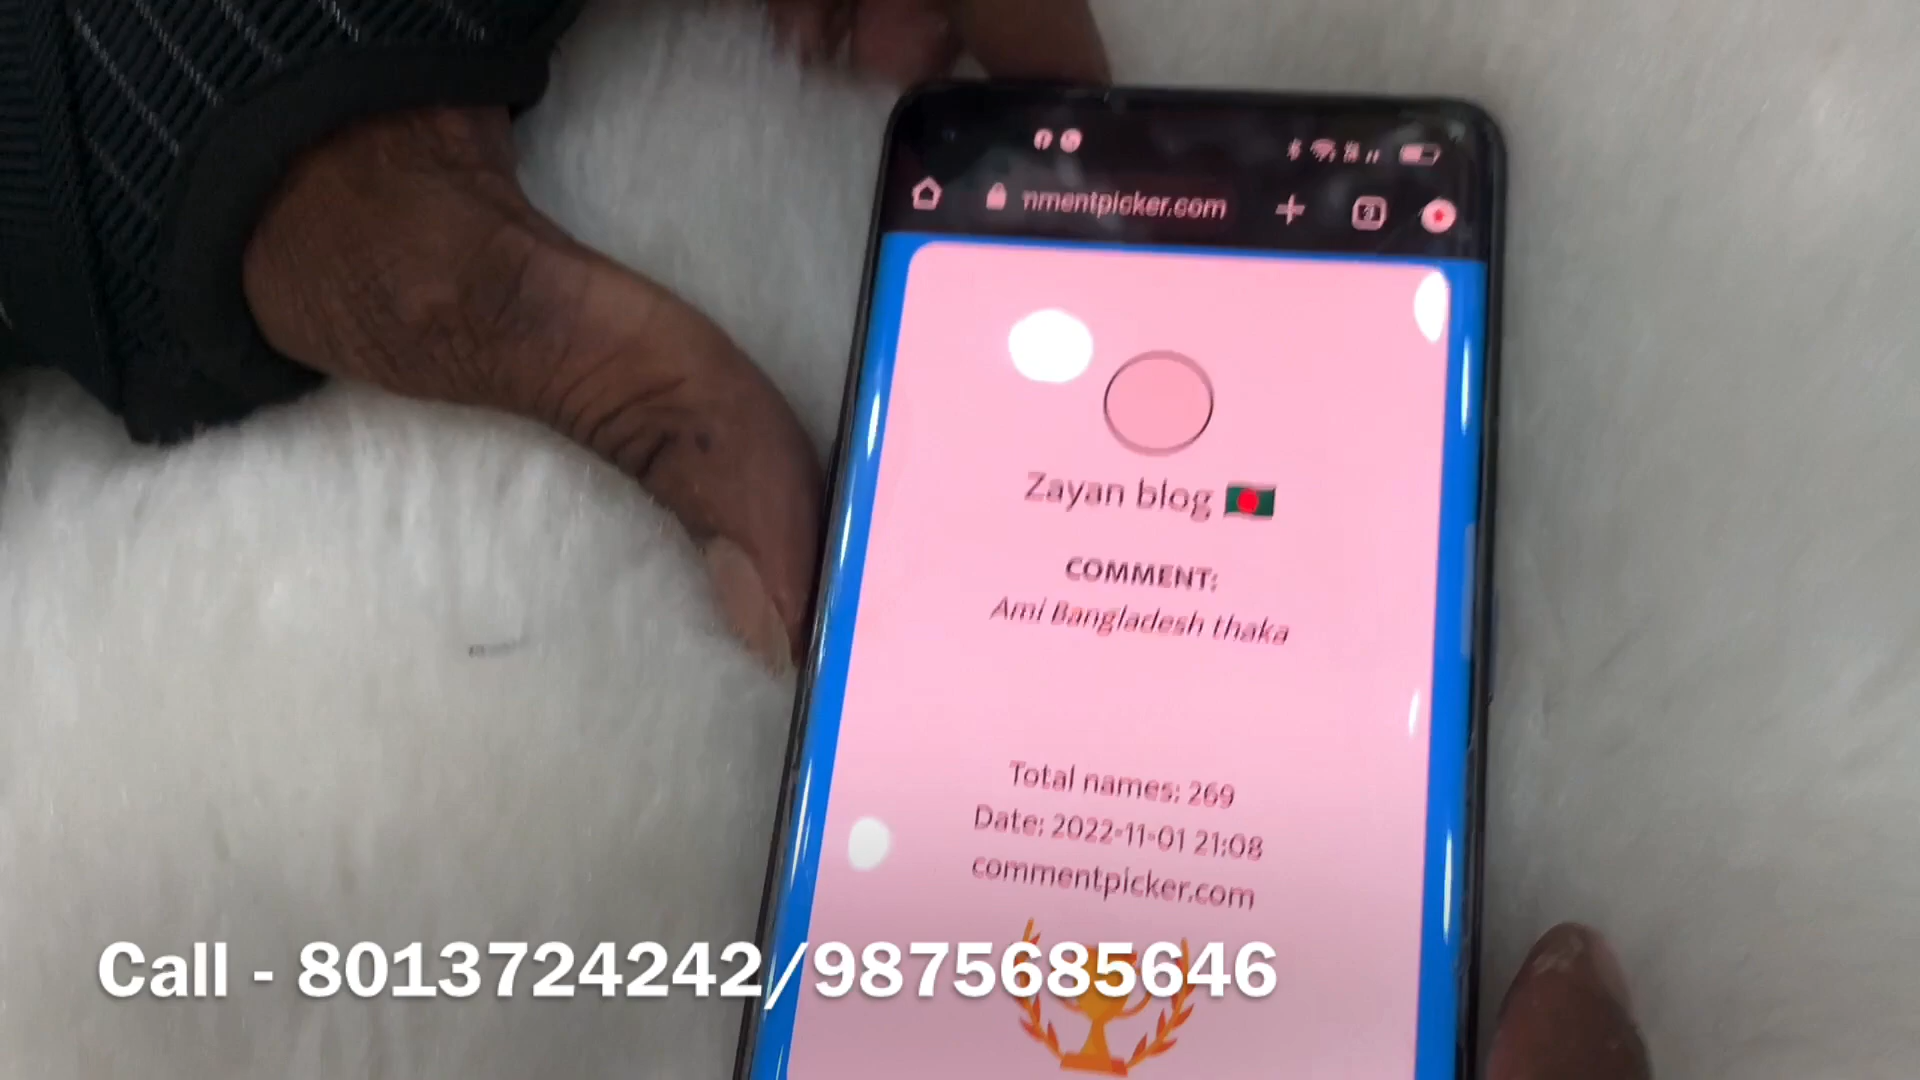 nmentpicker.com
Zayan blog
COMMENT:
Ami Bangladesh thaka
Total names: 269
Date: 2022-11-01 21:08
commentpicker.com
Call - 8013724242/9875685646